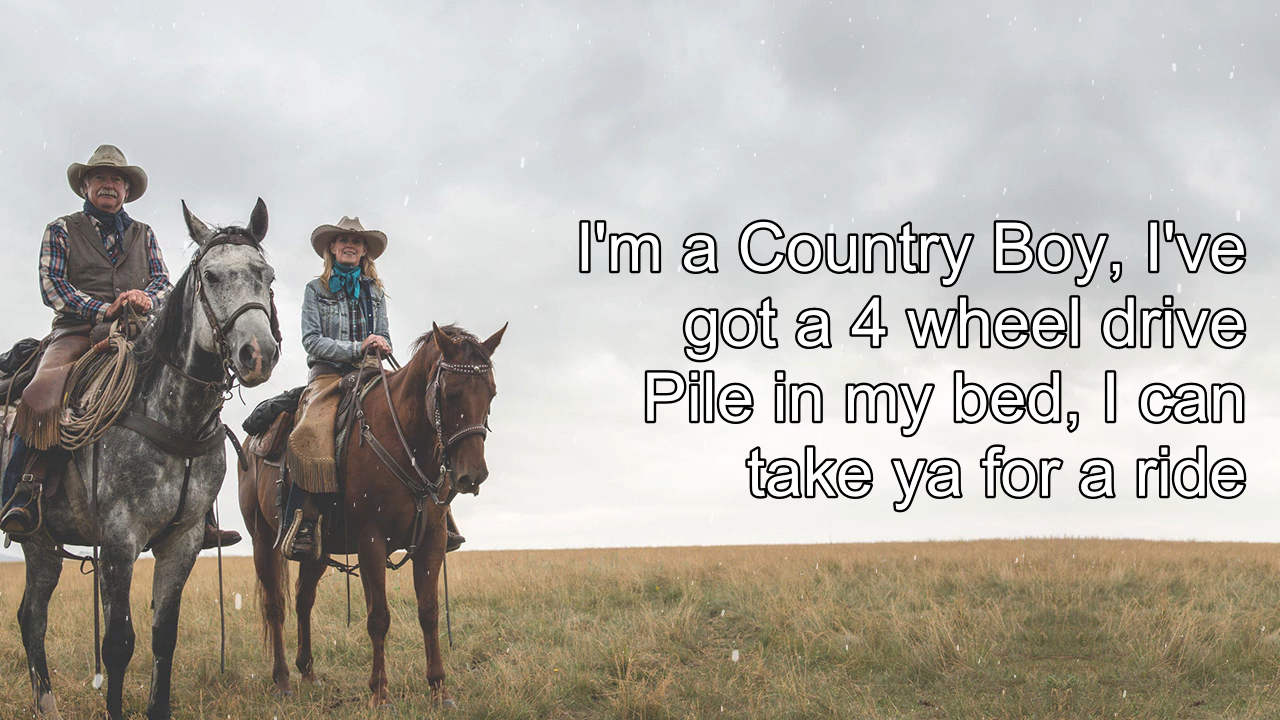 I'm a Country Boy, I've
got a 4 wheel drive
Pile in my bed, I can
take ya for a ride